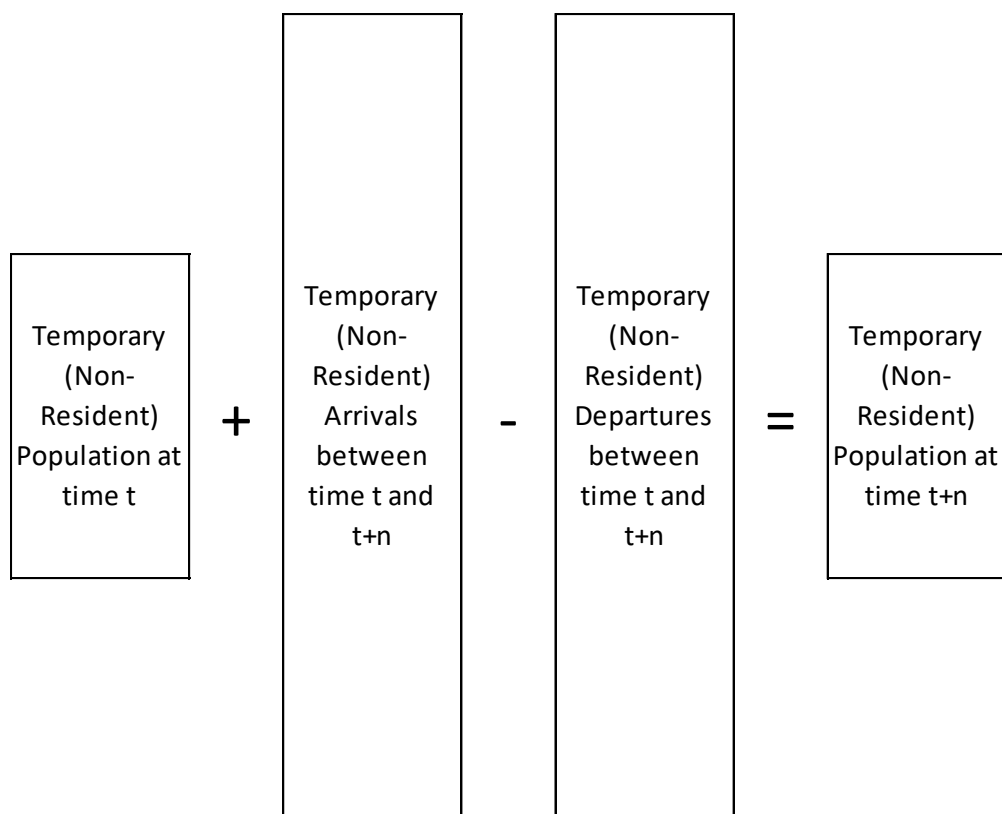 Temporary
(Non-
Resident)
Population at
time t
+
Temporary
(Non-
Resident)
Arrivals
between
time t and
t+n
-
Temporary
(Non-
Resident)
Departures
between
time t and
t+n
=
Temporary
(Non-
Resident)
Population at
time t+n